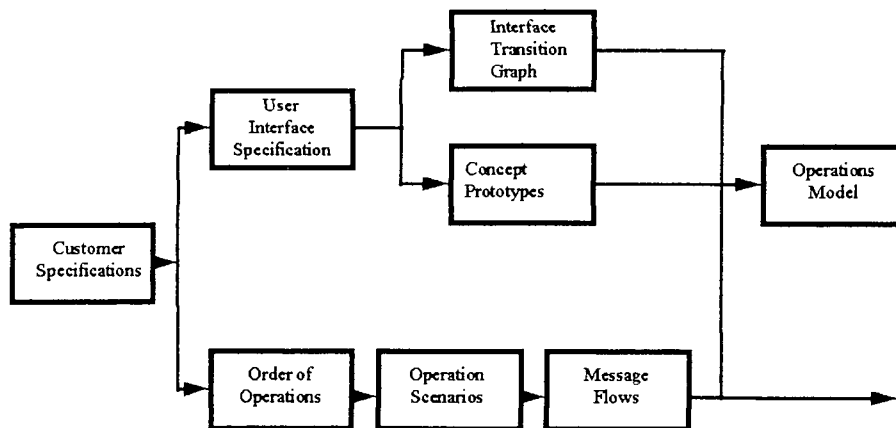 Interface
Transition
Graph
User
Interface
Specification
Concept
Prototypes
Operations
Model
Customer
Specifications
Order of
Operations
Operation
Scenarios
Message
Flows